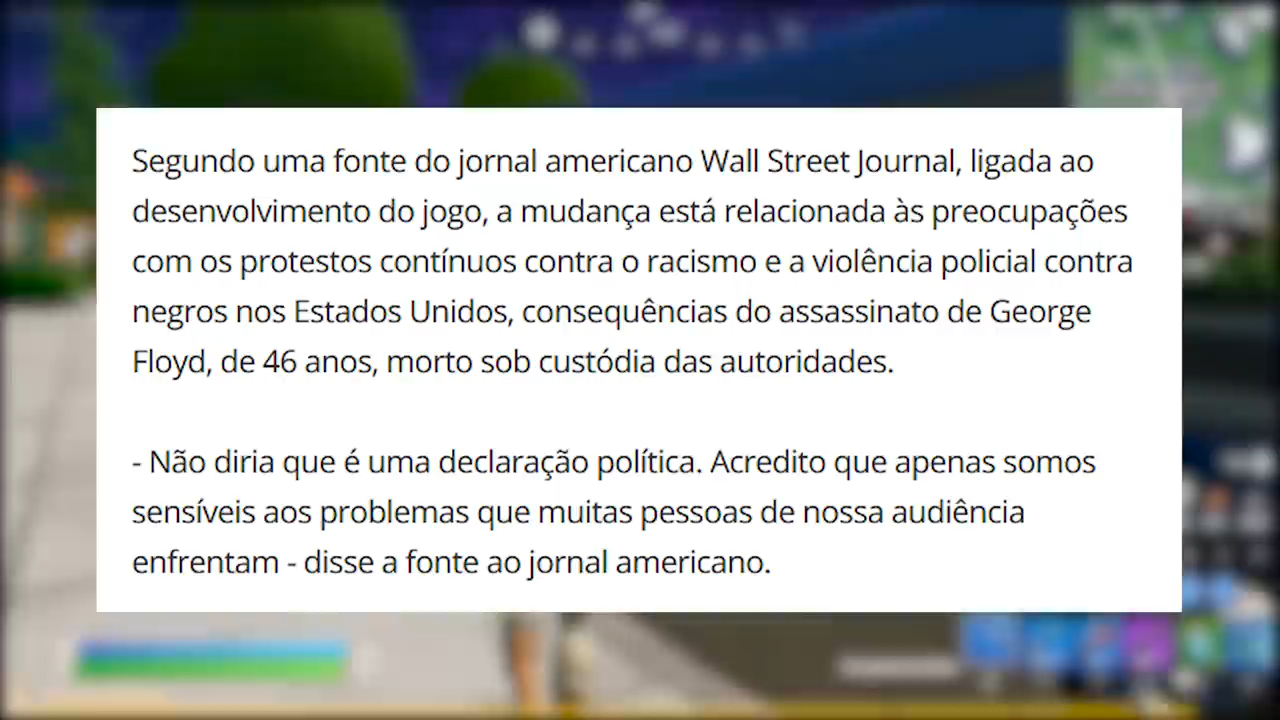 Segundo uma fonte do jornal americano Wall Street Journal, ligada ao
desenvolvimento do jogo, a mudança está relacionada às preocupações
com os protestos contínuos contra o racismo e a violência policial contra
negros nos Estados Unidos, consequências do assassinato de George
Floyd, de 46 anos, morto sob custódia das autoridades.
- Não diria que é uma declaração política. Acredito que apenas somos
sensíveis aos problemas que muitas pessoas de nossa audiência
enfrentam - disse a fonte ao jornal americano.